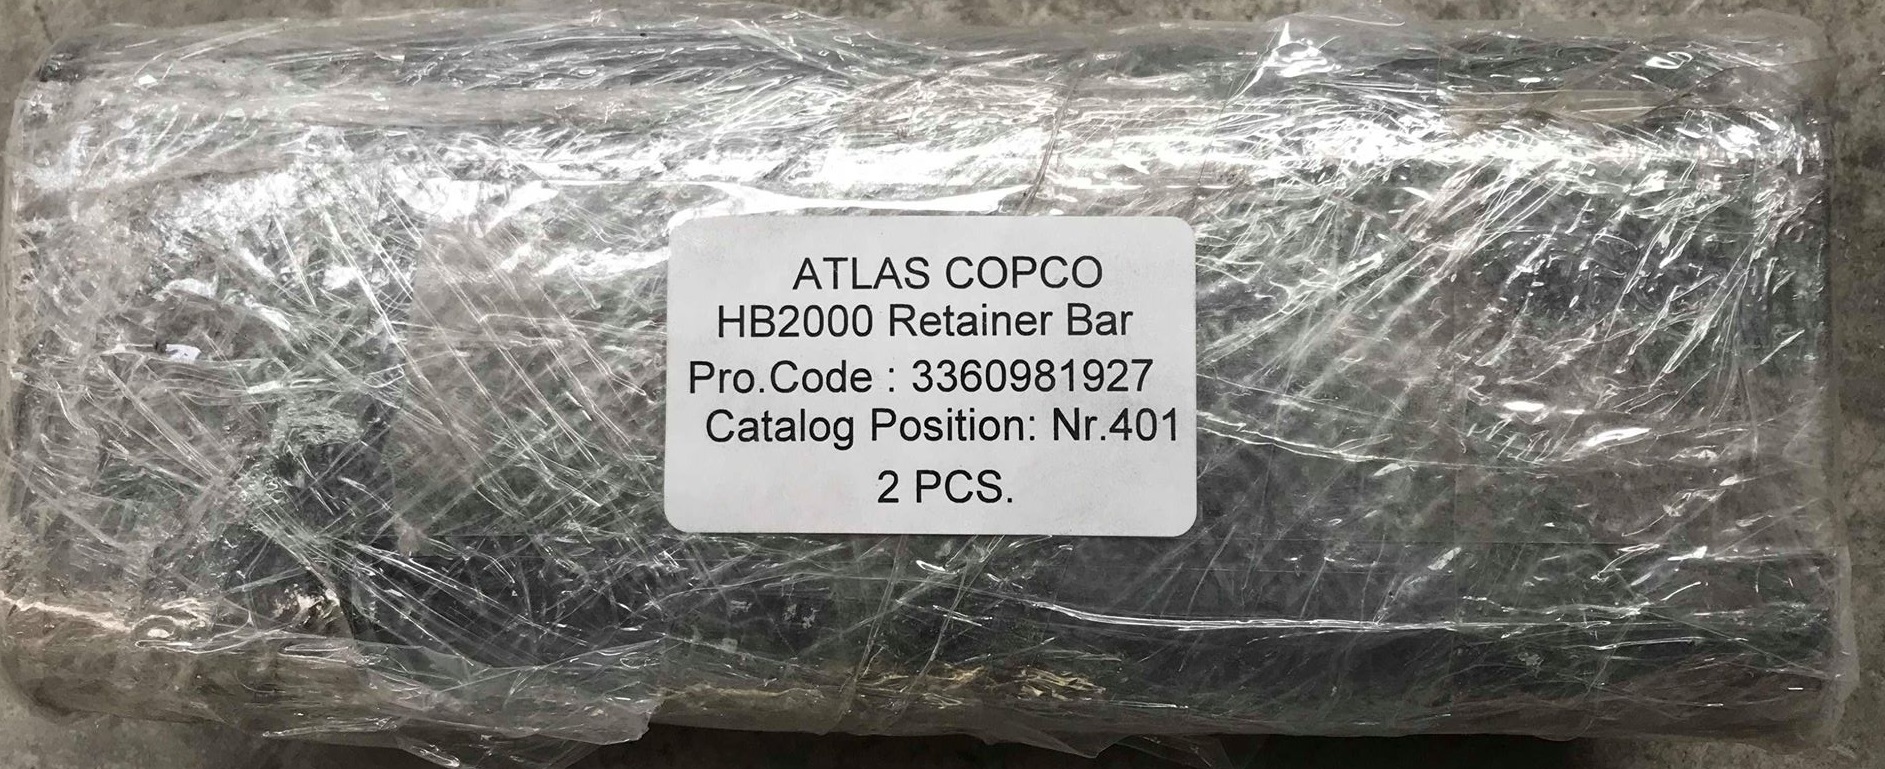 ATLAS COPCO
HB2000 Retainer Bar
Pro.Code : 3360981927
Catalog Position: Nr.401
2 PCS.